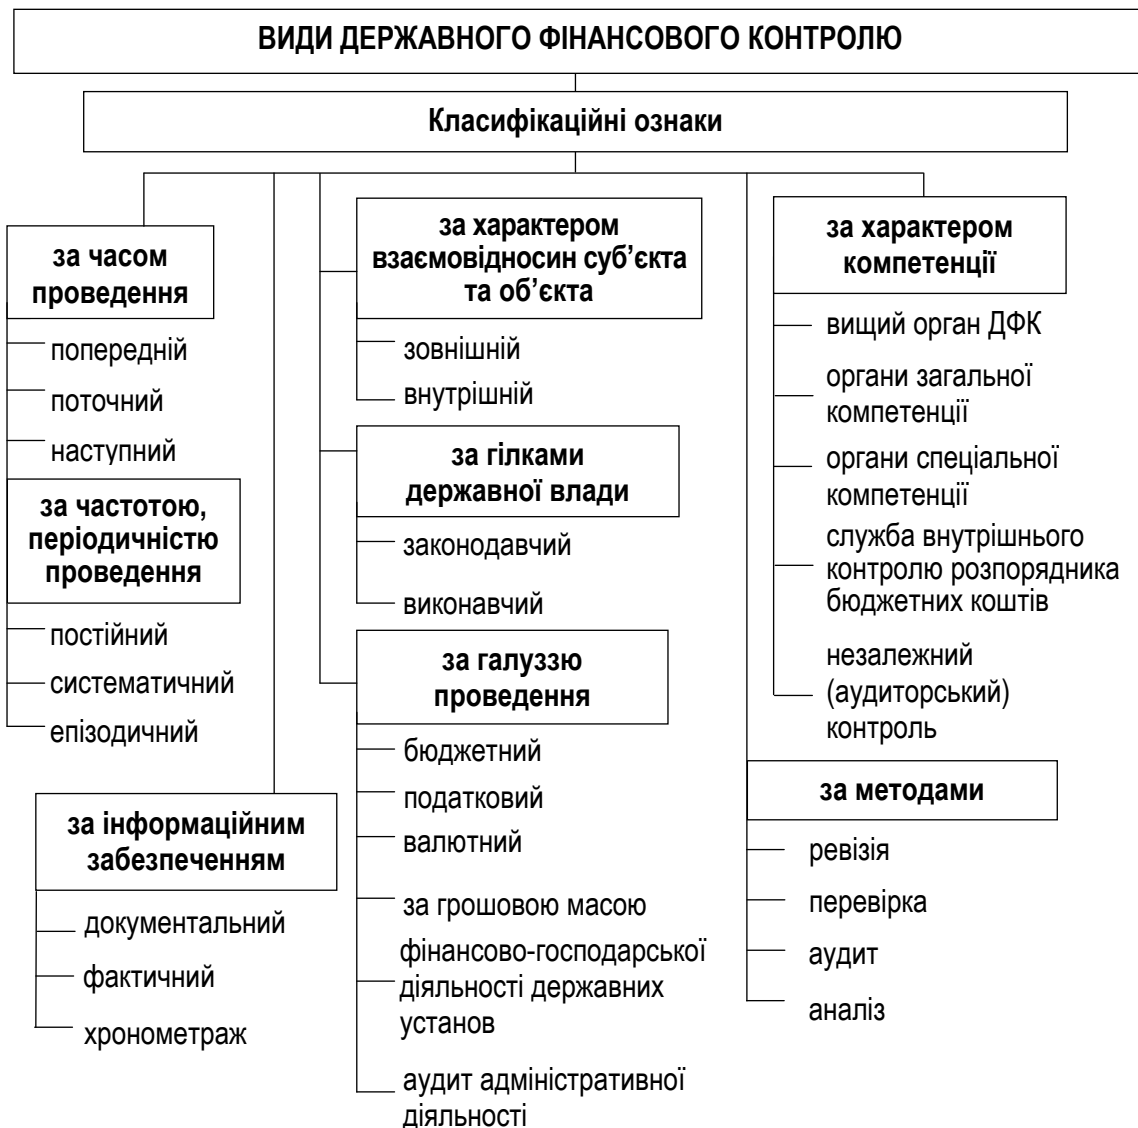 ВИДИ ДЕРЖАВНОГО ФІНАНСОВОГО КОНТРОЛЮ
Класифікаційні ознаки
за часом
проведення
попередній
поточний
наступний
за частотою,
періодичністю
проведення
постійний
систематичний
епізодичний
за інформаційним
забезпеченням
документальний
фактичний
хронометраж
за характером
взаємовідносин суб’єкта
та об’єкта
зовнішній
внутрішній
за гілками
державної влади
законодавчий
виконавчий
за галуззю
проведення
бюджетний
податковий
валютний
за грошовою масою
фінансово-господарської
діяльності державних
установ
аудит адміністративної
діяльності
за характером
компетенції
вищий орган ДФК
органи загальної
компетенції
органи спеціальної
компетенції
служба внутрішнього
контролю розпорядника
бюджетних коштів
незалежний
(аудиторський)
контроль
за методами
ревізія
перевірка
аудит
аналіз